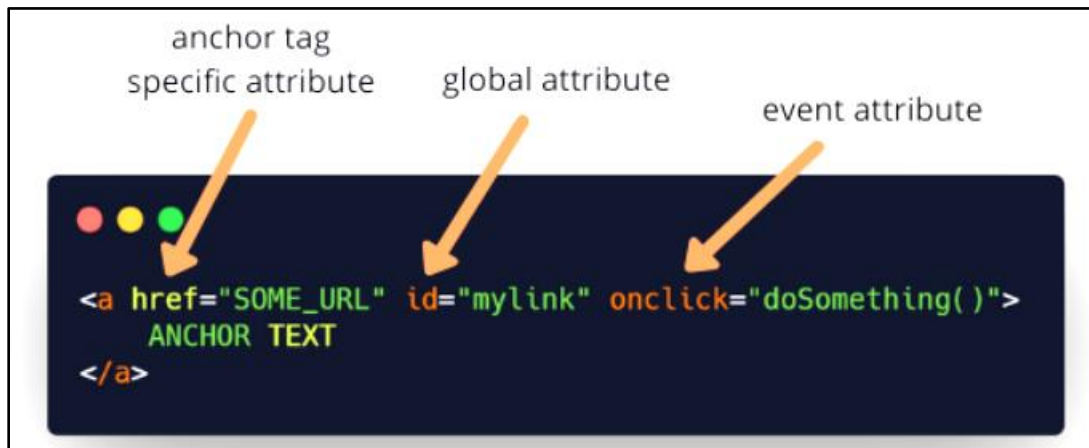 anchor tag
specific attribute
global attribute
event attribute
<a href="SOME_URL" id="mylink" onclick="doSomething()">
ANCHOR TEXT
</a>